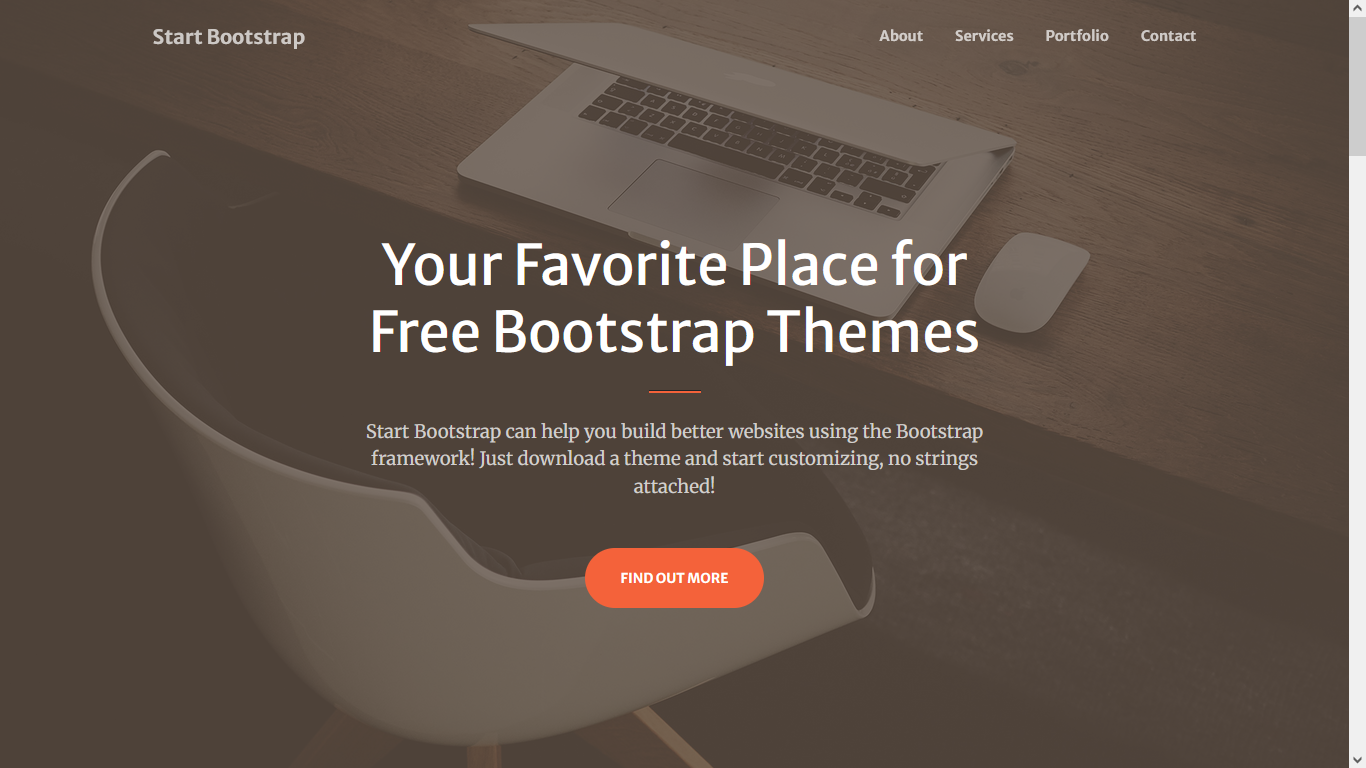 Start Bootstrap
About Services Portfolio Contact
Your Favorite Place for
Free Bootstrap Themes
Start Bootstrap can help you build better websites using the Bootstrap
framework! Just download a theme and start customizing, no strings
attached!
FIND OUT MORE